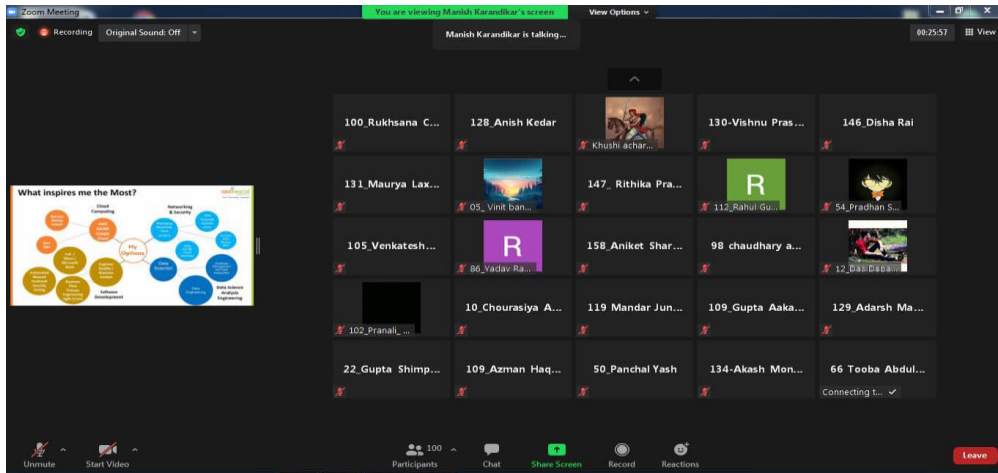 Zoom Meeting
You are viewing Manish Karandikar's screen
View Options
Recording
Original Sound: Off
Manish Karandikar is talking...
00:25:57
View
100_Rukhsana C...
128_Anish Kedar
Khushi achar...
130-Vishnu Pras...
146_Disha Rai
131_Maurya Lax...
05_ Vinit ban...
147_ Rithika Pra...
R
112_Rahul Gu...
54_Pradhan S...
105_Venkatesh...
R
86_Yadav Ra...
158_Aniket Shar...
98 chaudhary a...
12_Das Deba...
102_Pranali_ ...
10_Chourasiya A...
119 Mandar Jun...
109_Gupta Aaka...
129_Adarsh Ma...
22_Gupta Shimp...
109_Azman Haq...
50_Panchal Yash
134-Akash Mon...
66 Tooba Abdul...
Connecting t...
What inspires me the Most?
Cloud
Computing
Networking
& Security
My
Options
Software
Development
Data Science
Analysis
Engineering
Unmute
Start Video
100
Participants
Chat
Share Screen
Record
Reactions
Leave